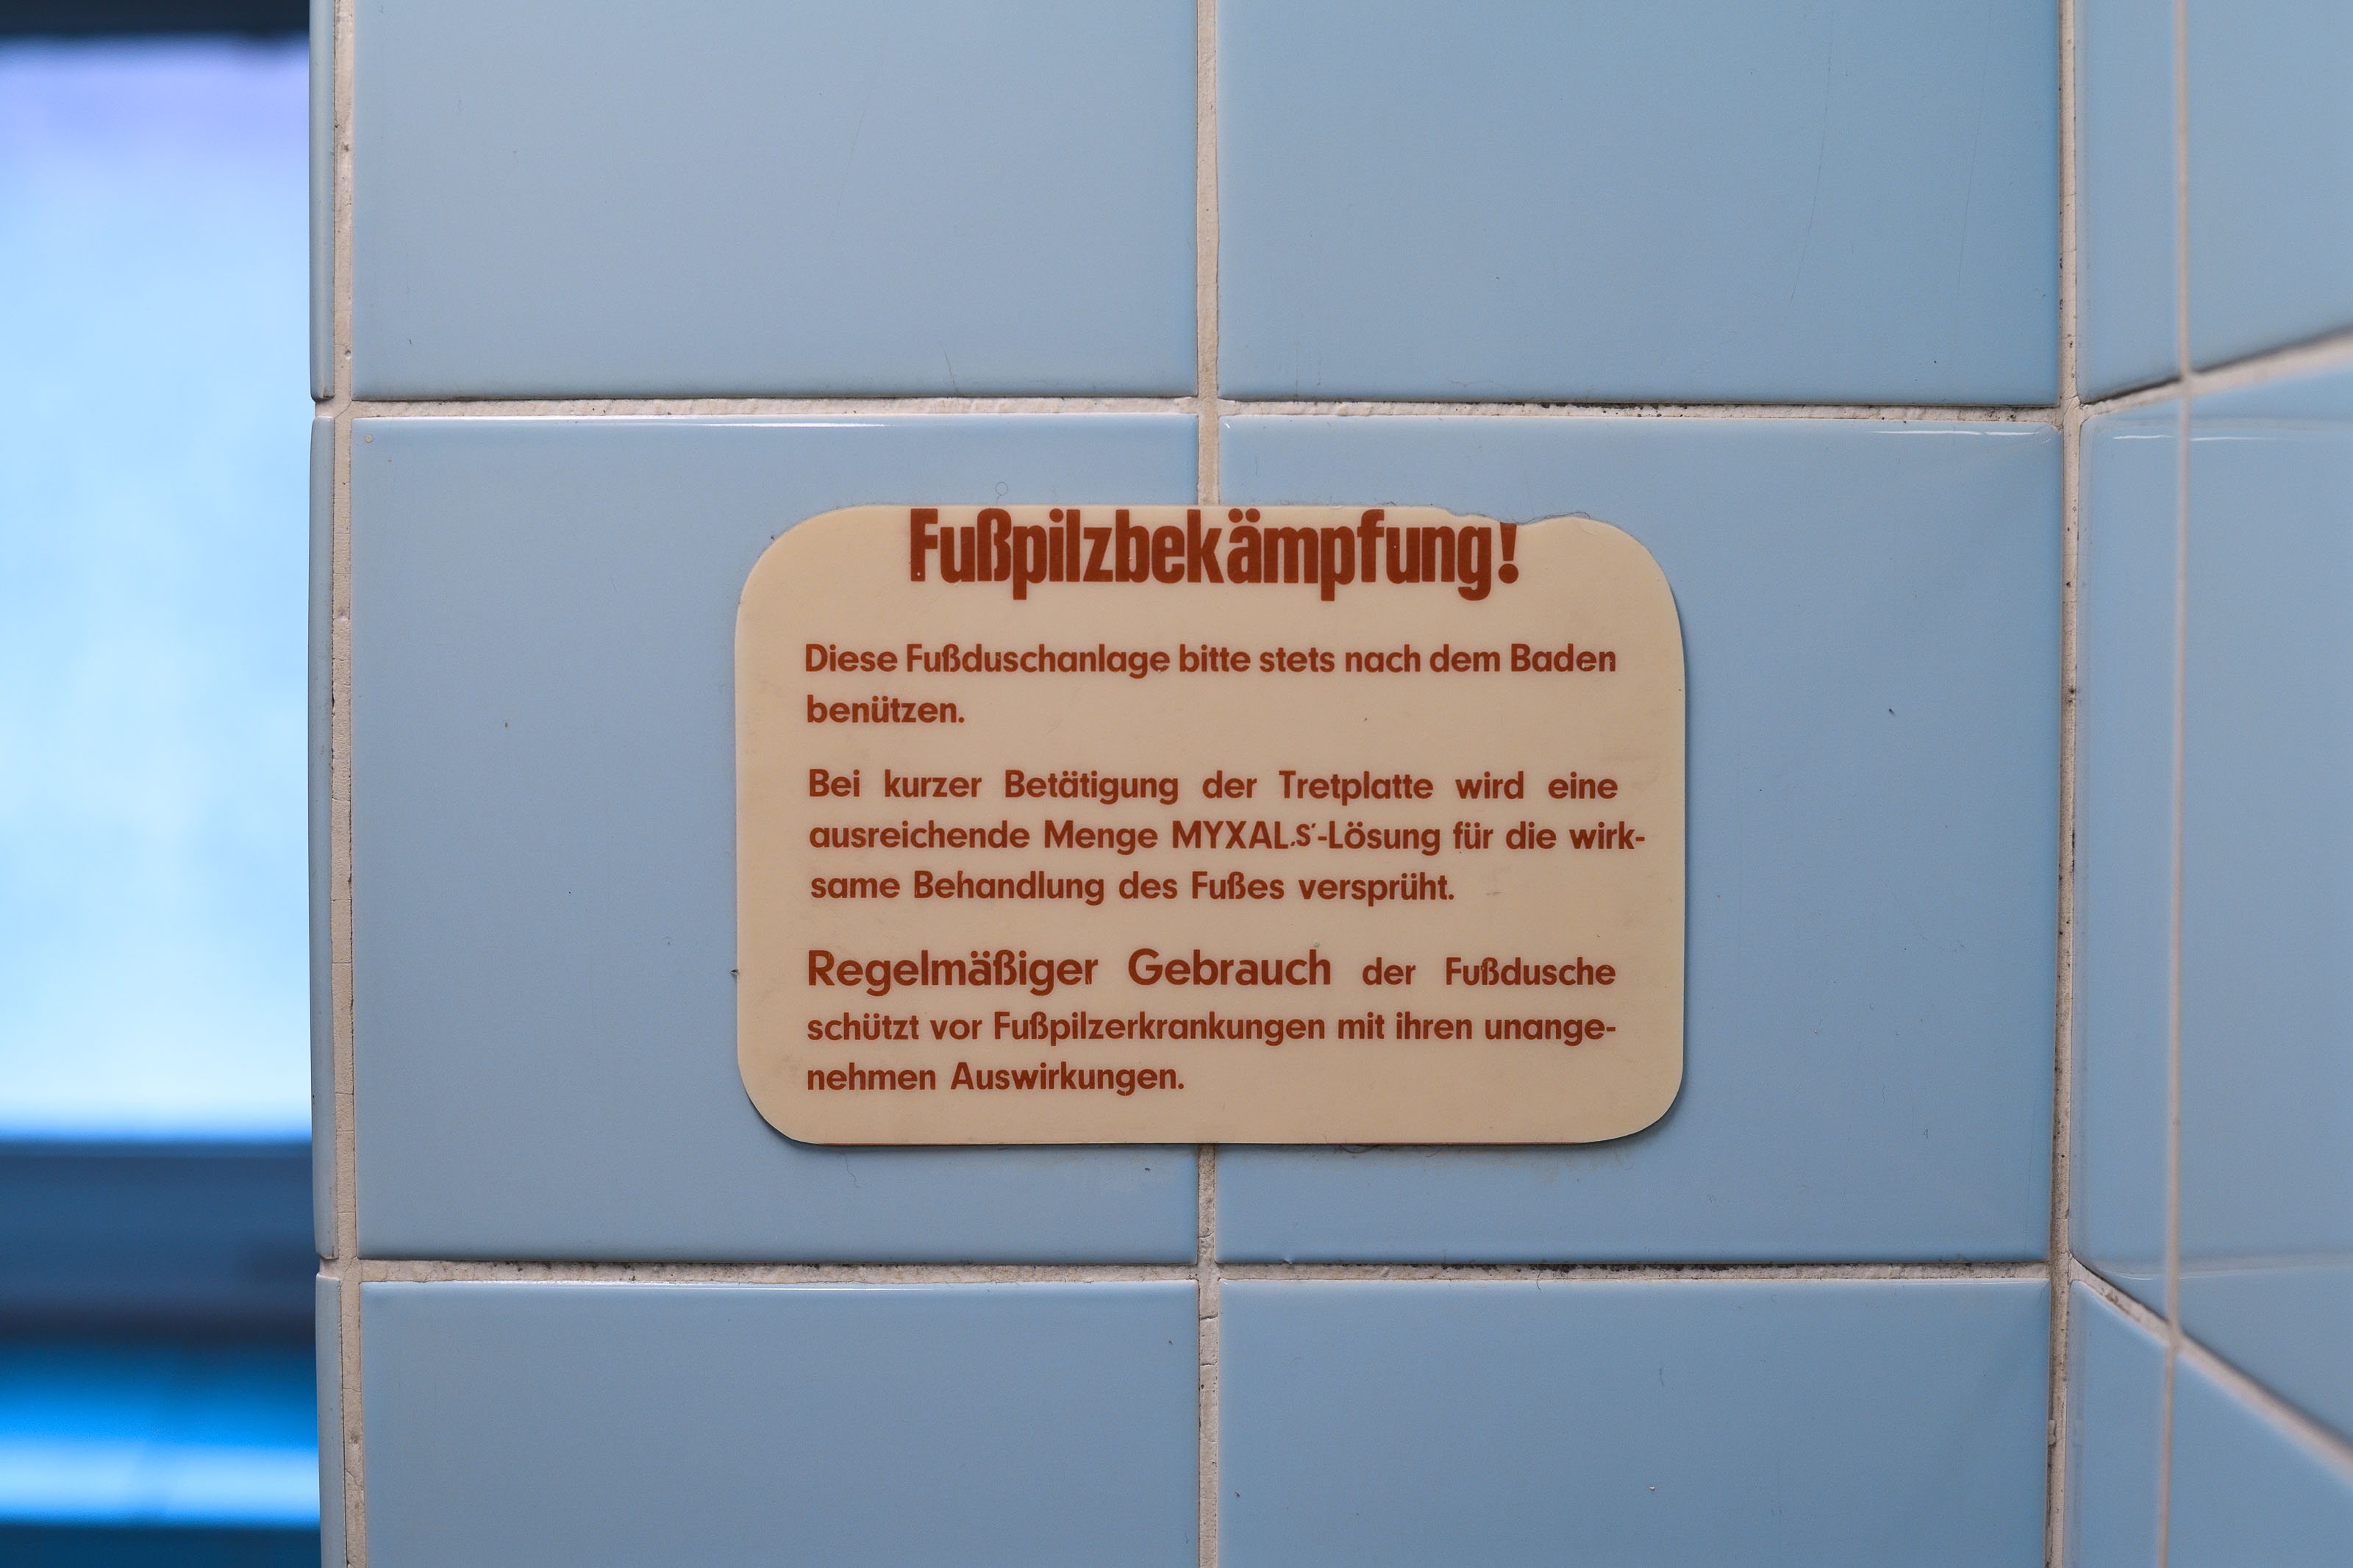 Fußpilzbekämpfung!
Diese Fußduschanlage bitte stets nach dem Baden
benützen.
Bei kurzer Betätigung der Tretplatte wird eine
ausreichende Menge MYXAL.S'-Lösung für die wirk-
same Behandlung des Fußes versprüht.
Regelmäßiger Gebrauch der Fußdusche
schützt vor Fußpilzerkrankungen mit ihren unange-
nehmen Auswirkungen.